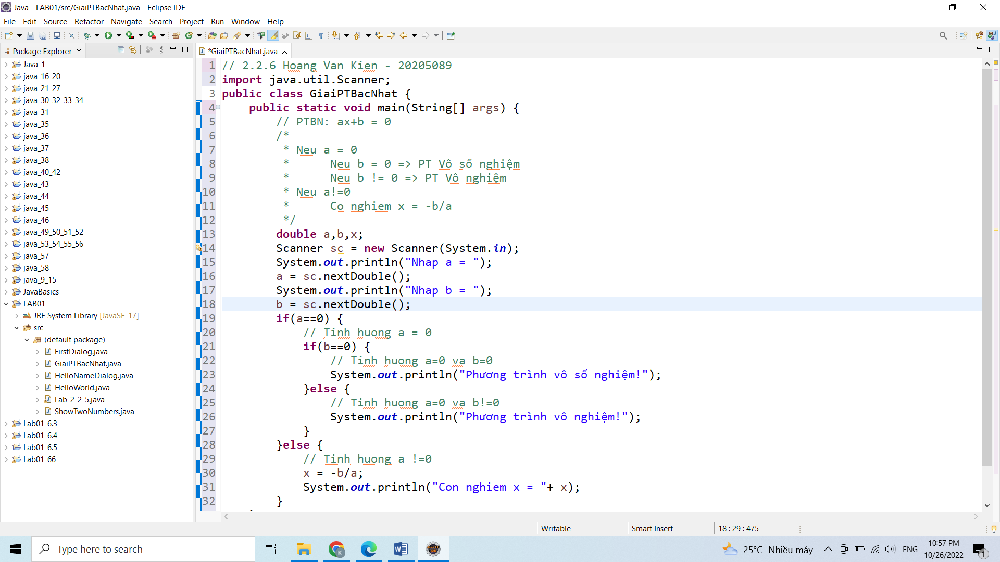 Java - LAB01/src/GiaiPTBacNhat.java - Eclipse IDE
File Edit Source Refactor Navigate Search Project Run Window Help
Package Explorer
*GiaiPTBacNhat.java
Java_1
java_16_20
java_21_27
java_30_32_33_34
java_31
java_35
java_36
java_37
java_38
java_40_42
java_43
java_44
java_45
java_46
java_49_50_51_52
java_53_54_55_56
java_57
java_58
java_9_15
JavaBasics
LAB01
JRE System Library [JavaSE-17]
src
(default package)
FirstDialog.java
GiaiPTBacNhat.java
HelloNameDialog.java
HelloWorld.java
Lab_2_2_5.java
ShowTwoNumbers.java
Lab01_6.3
Lab01_6.4
Lab01_6.5
Lab01_66
1 // 2.2.6 Hoang Van Kien - 20205089
2 import java.util.Scanner;
3 public class GiaiPTBacNhat {
4 public static void main(String[] args) {
5 // PTBN: ax+b = 0
6 /*
7 * Neu a = 0
8 * Neu b = 0 => PT Vô số nghiệm
9 * Neu b != 0 => PT Vô nghiệm
10 * Neu a!=0
11 * Co nghiem x = -b/a
12 */
13 double a,b,x;
14 Scanner sc = new Scanner(System.in);
15 System.out.println("Nhap a = ");
16 a = sc.nextDouble();
17 System.out.println("Nhap b = ");
18 b = sc.nextDouble();
19 if(a==0) {
20 // Tinh huong a = 0
21 if(b==0) {
22 // Tinh huong a=0 va b=0
23 System.out.println("Phương trình vô số nghiệm!");
24 }else {
25 // Tinh huong a=0 va b!=0
26 System.out.println("Phương trình vô nghiệm!");
27 }
28 }else {
29 // Tinh huong a !=0
30 x = -b/a;
31 System.out.println("Con nghiem x = "+ x);
32 }
Writable Smart Insert 18 : 29 : 475
Type here to search
25°C Nhiều mây
ENG
10:57 PM
10/26/2022
1